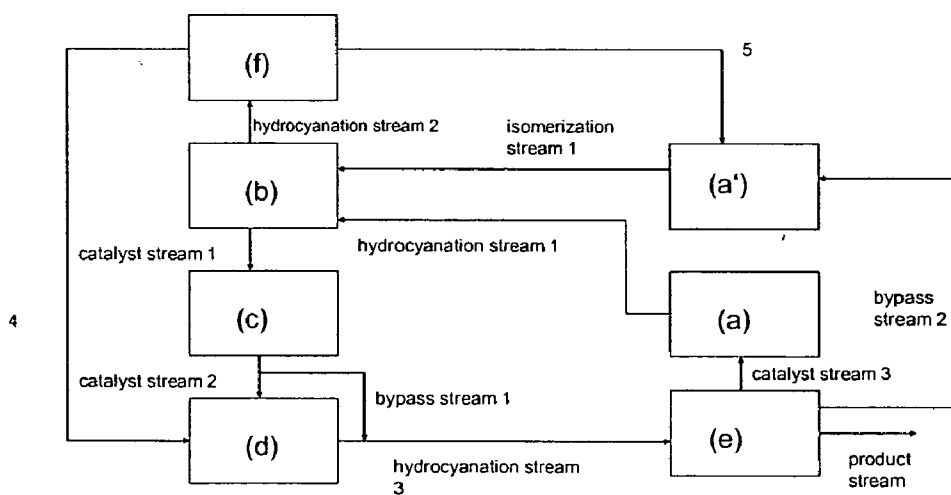 (f)
5
hydrocyanation stream 2
isomerization
stream 1
(b)
(a')
catalyst stream 1
hydrocyanation stream 1
4
(c)
(a)
bypass
stream 2
catalyst stream 2
bypass stream 1
catalyst stream 3
(d)
(e)
hydrocyanation stream
3
product
stream